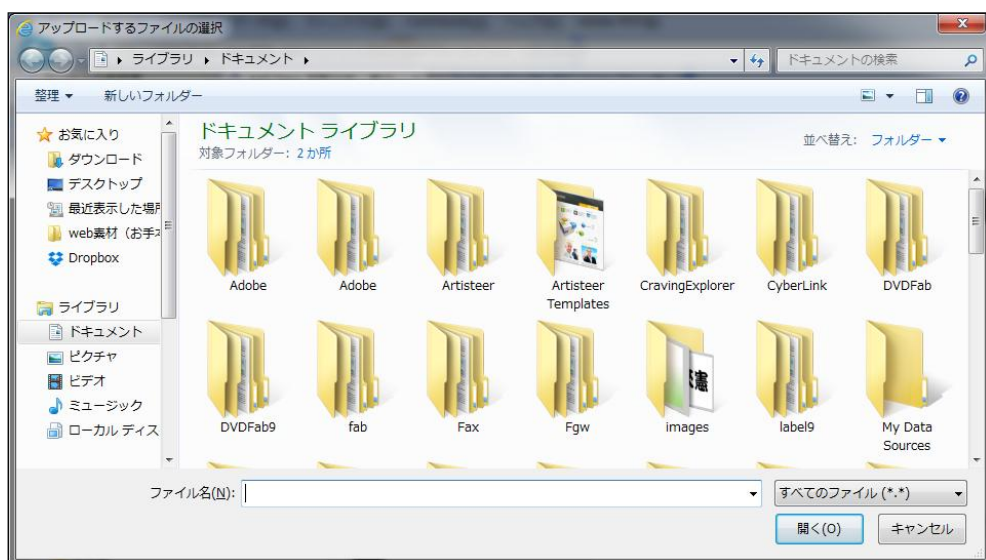 アップロードするファイルの選択
ライブラリ ▸ ドキュメント ▸
ドキュメントの検索
整理 ▼ 新しいフォルダー
お気に入り
ダウンロード
デスクトップ
最近表示した場所
web素材（お手本
Dropbox
ライブラリ
ドキュメント
ピクチャ
ビデオ
ミュージック
ローカル ディス
ドキュメント ライブラリ
対象フォルダー: 2 か所
並べ替え: フォルダー ▼
Adobe Adobe Artisteer Artisteer Templates CravingExplorer CyberLink DVDFab
DVDFab9 fab Fax Fgw images label9 My Data Sources
ファイル名(N):
すべてのファイル (*.*)
開く(O) キャンセル